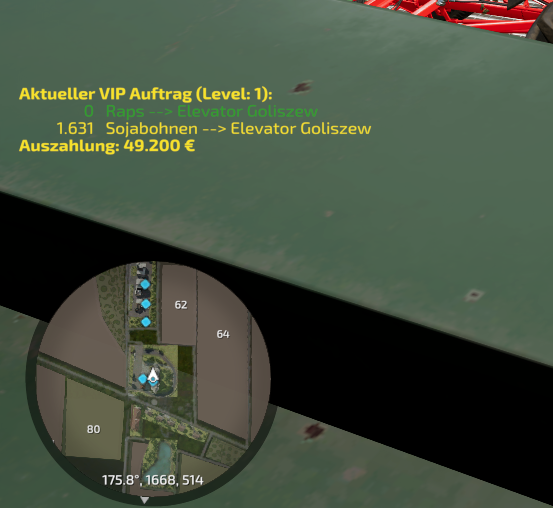 Aktueller VIP Auftrag (Level: 1):
0 Raps --> Elevator Goliszew
1.631 Sojabohnen --> Elevator Goliszew
Auszahlung: 49.200 €
62
64
80
175.8°, 1668, 514